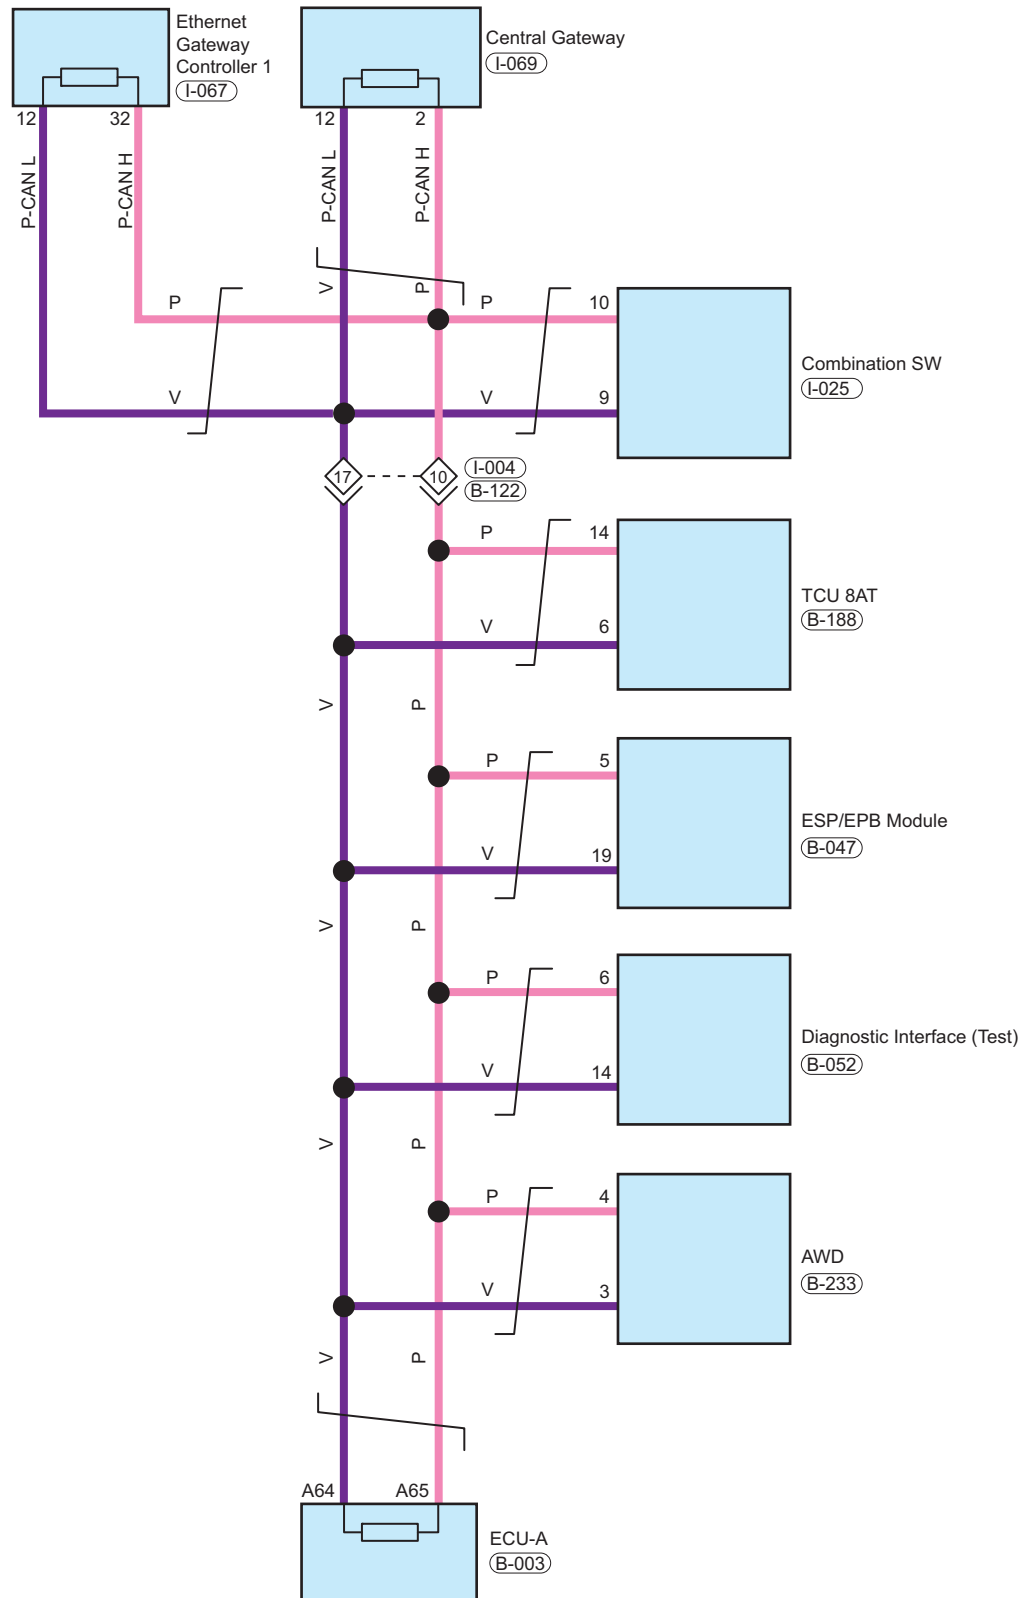 Ethernet
Gateway
Controller 1
I-067
Central Gateway
I-069
12
32
12
2
P-CAN L
P-CAN H
P-CAN L
P-CAN H
V
P
P
P
10
V
V
9
Combination SW
I-025
17
10
I-004
B-122
P
14
V
6
TCU 8AT
B-188
V
P
P
5
V
19
ESP/EPB Module
B-047
V
P
P
6
V
14
Diagnostic Interface (Test)
B-052
V
P
P
4
V
3
AWD
B-233
V
P
A64
A65
ECU-A
B-003